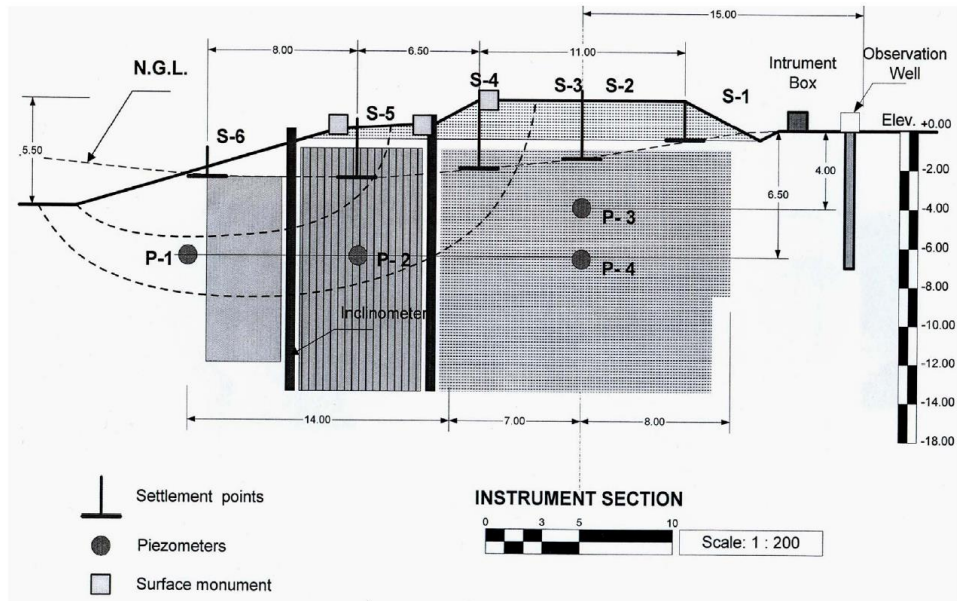 15.00
8.00
6.50
11.00
Intrument
Box
Observation
Well
N.G.L.
S-4
S-3
S-2
S-1
S-5
S-6
Elev.
+0.00
-2.00
-4.00
-6.00
-8.00
-10.00
-12.00
-14.00
-16.00
-18.00
5.50
4.00
6.50
P-1
P- 2
P- 3
P- 4
Inclinometer
14.00
7.00
8.00
Settlement points
Piezometers
Surface monument
INSTRUMENT SECTION
0
3
5
10
Scale: 1 : 200